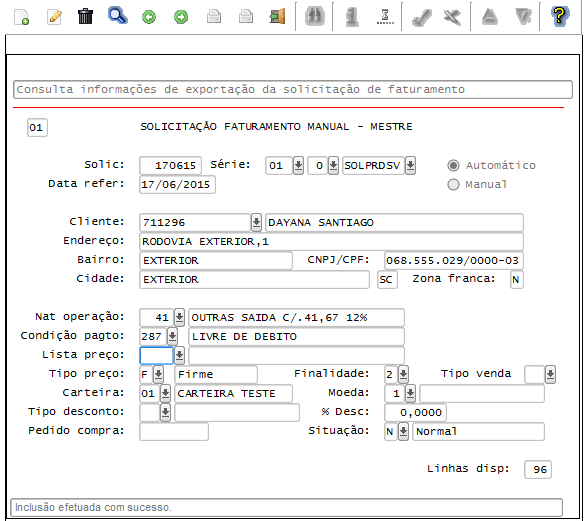 Consulta informações de exportação da solicitação de faturamento
01 SOLICITAÇÃO FATURAMENTO MANUAL - MESTRE
Solic: 170615 Série: 01 0 SOLPRDSV Automático
Data refer: 17/06/2015 Manual
Cliente: 711296 DAYANA SANTIAGO
Endereço: RODOVIA EXTERIOR,1
Bairro: EXTERIOR CNPJ/CPF: 068.555.029/0000-03
Cidade: EXTERIOR SC Zona franca: N
Nat operação: 41 OUTRAS SAIDA C/.41,67 12%
Condição pagto: 287 LIVRE DE DEBITO
Lista preço:
Tipo preço: F Firme Finalidade: 2 Tipo venda
Carteira: 01 CARTEIRA TESTE Moeda: 1
Tipo desconto: % Desc: 0,0000
Pedido compra: Situação: N Normal
Linhas disp: 96
Inclusão efetuada com sucesso.